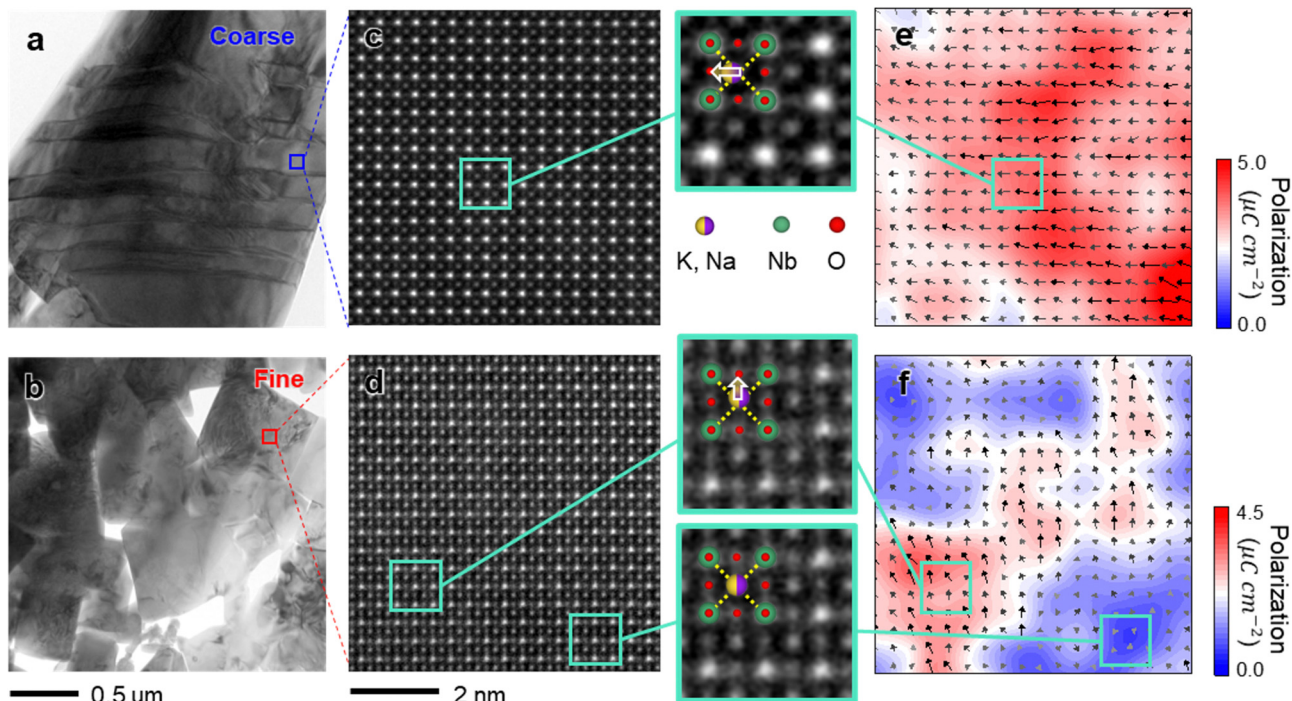 a
Coarse
c
e
K, Na
Nb
O
5.0
Polarization
(μC cm⁻²)
0.0
b
Fine
d
f
4.5
Polarization
(μC cm⁻²)
0.0
0.5 μm
2 nm